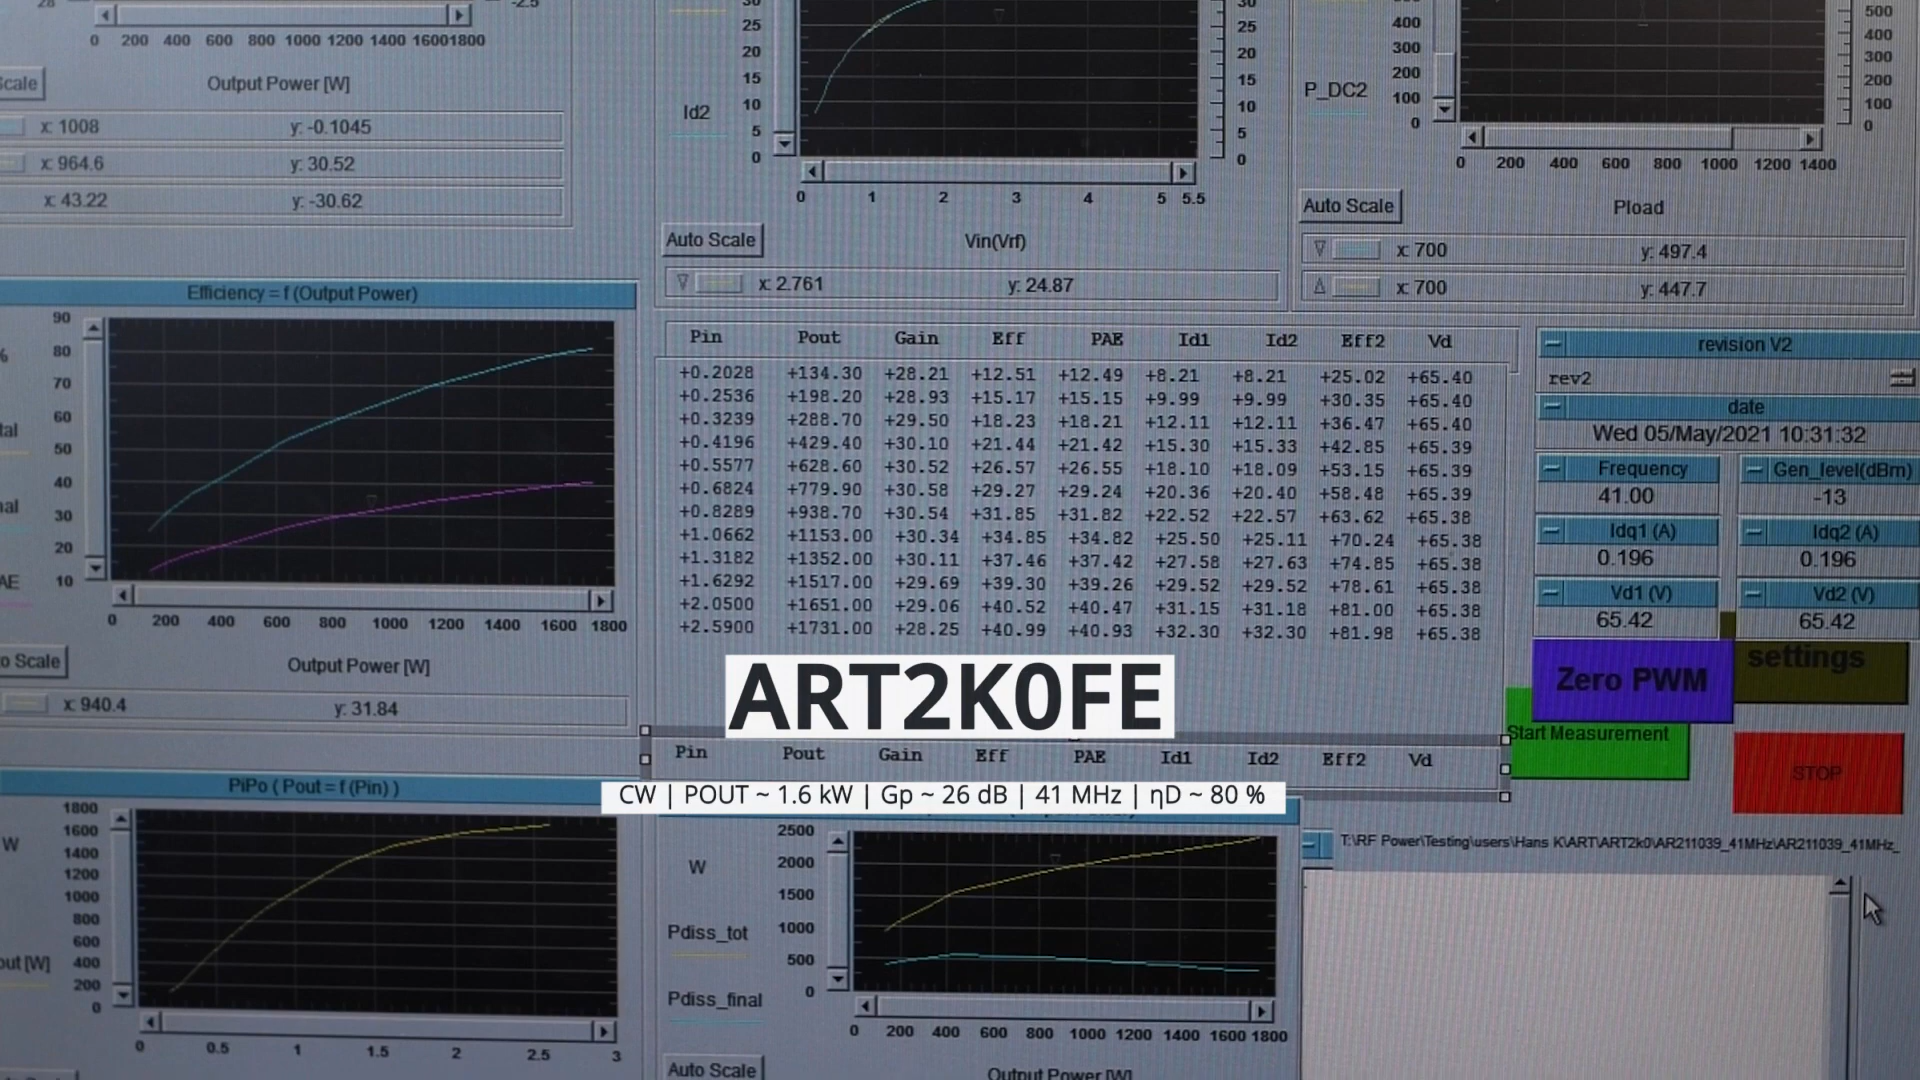 0 200 400 600 800 1000 1200 1400 1600 1800
Output Power [W]
x: 1008 y: -0.1045
x: 964.6 y: 30.52
x: 43.22 y: -30.62
Id2
30
25
20
15
10
5
0
30
25
20
15
10
5
0
0 1 2 3 4 5 5.5
Auto Scale
Vin(Vrf)
x: 2.761 y: 24.87
P_DC2
400
300
200
100
0
500
400
300
200
100
0
0 200 400 600 800 1000 1200 1400
Auto Scale
Pload
x: 700 y: 497.4
x: 700 y: 447.7
Efficiency = f (Output Power)
90
80
70
60
50
40
30
20
10
%
0 200 400 600 800 1000 1200 1400 1600 1800
Output Power [W]
x: 940.4 y: 31.84
Pin Pout Gain Eff PAE Id1 Id2 Eff2 Vd
+0.2028 +134.30 +28.21 +12.51 +12.49 +8.21 +8.21 +25.02 +65.40
+0.2536 +198.20 +28.93 +15.17 +15.15 +9.99 +9.99 +30.35 +65.40
+0.3239 +288.70 +29.50 +18.23 +18.21 +12.11 +12.11 +36.47 +65.40
+0.4196 +429.40 +30.10 +21.44 +21.42 +15.30 +15.33 +42.85 +65.39
+0.5577 +628.60 +30.52 +26.57 +26.55 +18.10 +18.09 +53.15 +65.39
+0.6824 +779.90 +30.58 +29.27 +29.24 +20.36 +20.40 +58.48 +65.39
+0.8289 +938.70 +30.54 +31.85 +31.82 +22.52 +22.57 +63.62 +65.38
+1.0662 +1153.00 +30.34 +34.85 +34.82 +25.50 +25.11 +70.24 +65.38
+1.3182 +1352.00 +30.11 +37.46 +37.42 +27.58 +27.63 +74.85 +65.38
+1.6292 +1517.00 +29.69 +39.30 +39.26 +29.52 +29.52 +78.61 +65.38
+2.0500 +1651.00 +29.06 +40.52 +40.47 +31.15 +31.18 +81.00 +65.38
+2.5900 +1731.00 +28.25 +40.99 +40.93 +32.30 +32.30 +81.98 +65.38
revision V2
rev2
date
Wed 05/May/2021 10:31:32
Frequency Gen_level(dBm)
41.00 -13
Idq1 (A) Idq2 (A)
0.196 0.196
Vd1 (V) Vd2 (V)
65.42 65.42
Zero PWM settings
Start Measurement
STOP
ART2K0FE
Pin Pout Gain Eff PAE Id1 Id2 Eff2 Vd
CW | POUT ~ 1.6 kW | Gp ~ 26 dB | 41 MHz | ηD ~ 80 %
PiPo ( Pout = f (Pin) )
W
1800
1600
1400
1200
1000
800
600
400
200
0
0 0.5 1 1.5 2 2.5 3
W
Pdiss_tot
Pdiss_final
2500
2000
1500
1000
500
0
0 200 400 600 800 1000 1200 1400 1600 1800
Auto Scale
Output Power [W]
T:\RF Power\Testing\users\Hans K\ART\ART2k0\AR211039_41MHz\AR211039_41MHz_